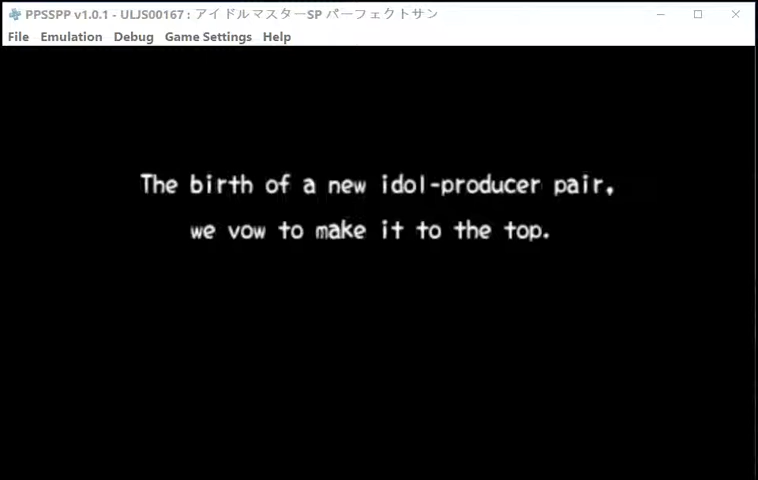 PPSSPP v1.0.1 - ULJS00167 : アイドルマスターSP パーフェクトサン
File Emulation Debug Game Settings Help
The birth of a new idol-producer pair,
we vow to make it to the top.